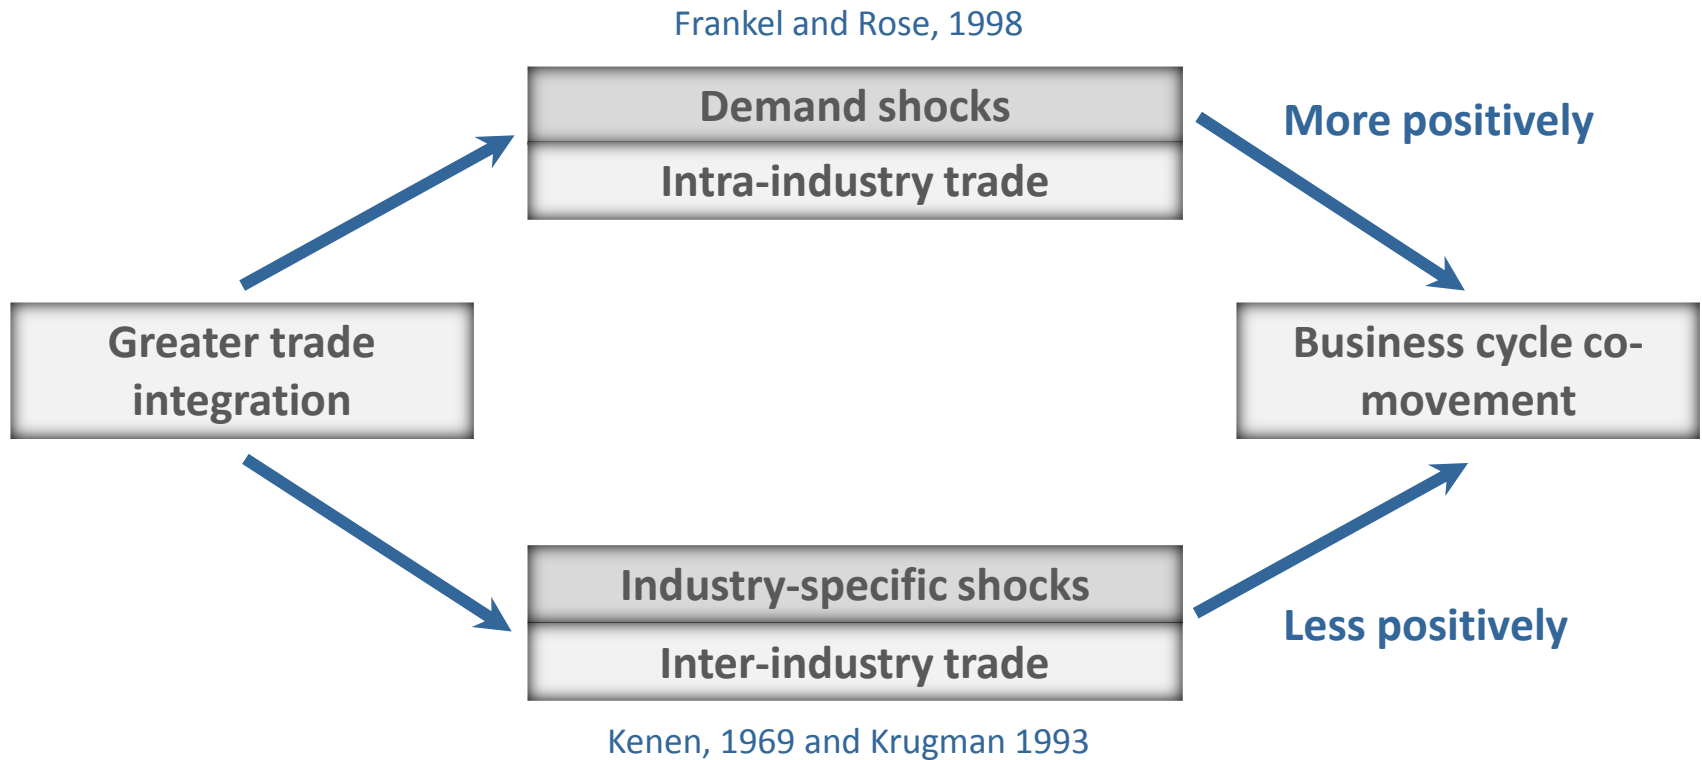 Frankel and Rose, 1998
Demand shocks
More positively
Intra-industry trade
Greater trade
integration
Business cycle co-
movement
Industry-specific shocks
Less positively
Inter-industry trade
Kenen, 1969 and Krugman 1993